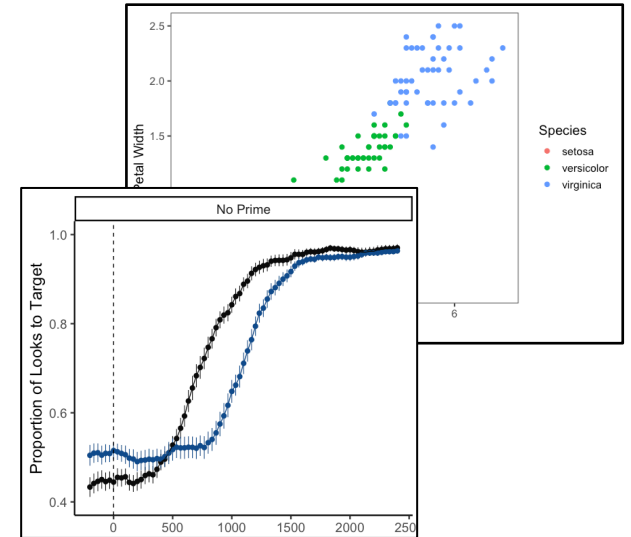 2.5
2.0
1.5
Petal Width
6
Species
setosa
versicolor
virginica
No Prime
1.0
0.8
0.6
0.4
Proportion of Looks to Target
0 500 1000 1500 2000